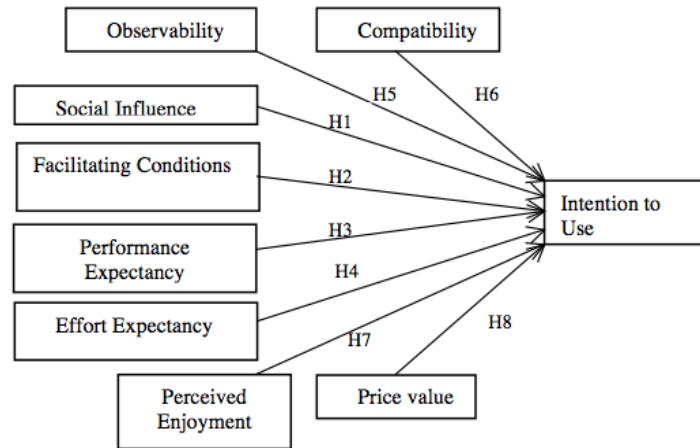 Observability
Compatibility
H5
H6
Social Influence
H1
Facilitating Conditions
H2
Intention to
Use
Performance
Expectancy
H3
H4
Effort Expectancy
H7
H8
Perceived
Enjoyment
Price value